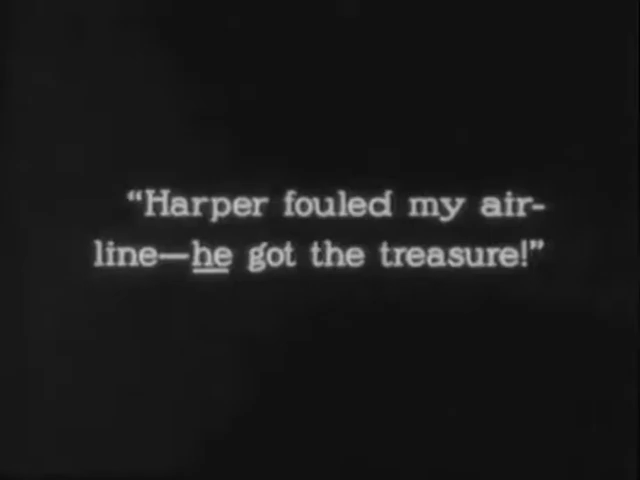 “Harper fouled my air-
line—he got the treasure!”